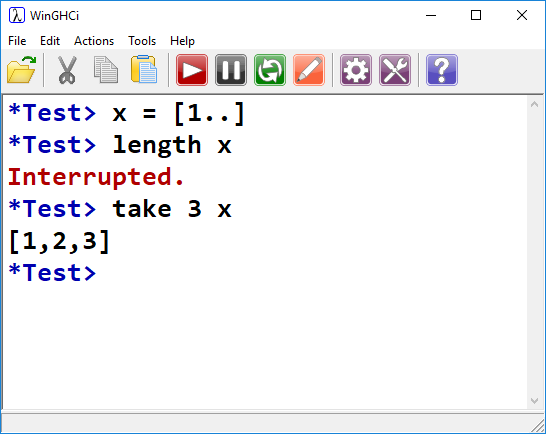 WinGHCi
File Edit Actions Tools Help
*Test> x = [1..]
*Test> length x
Interrupted.
*Test> take 3 x
[1,2,3]
*Test>